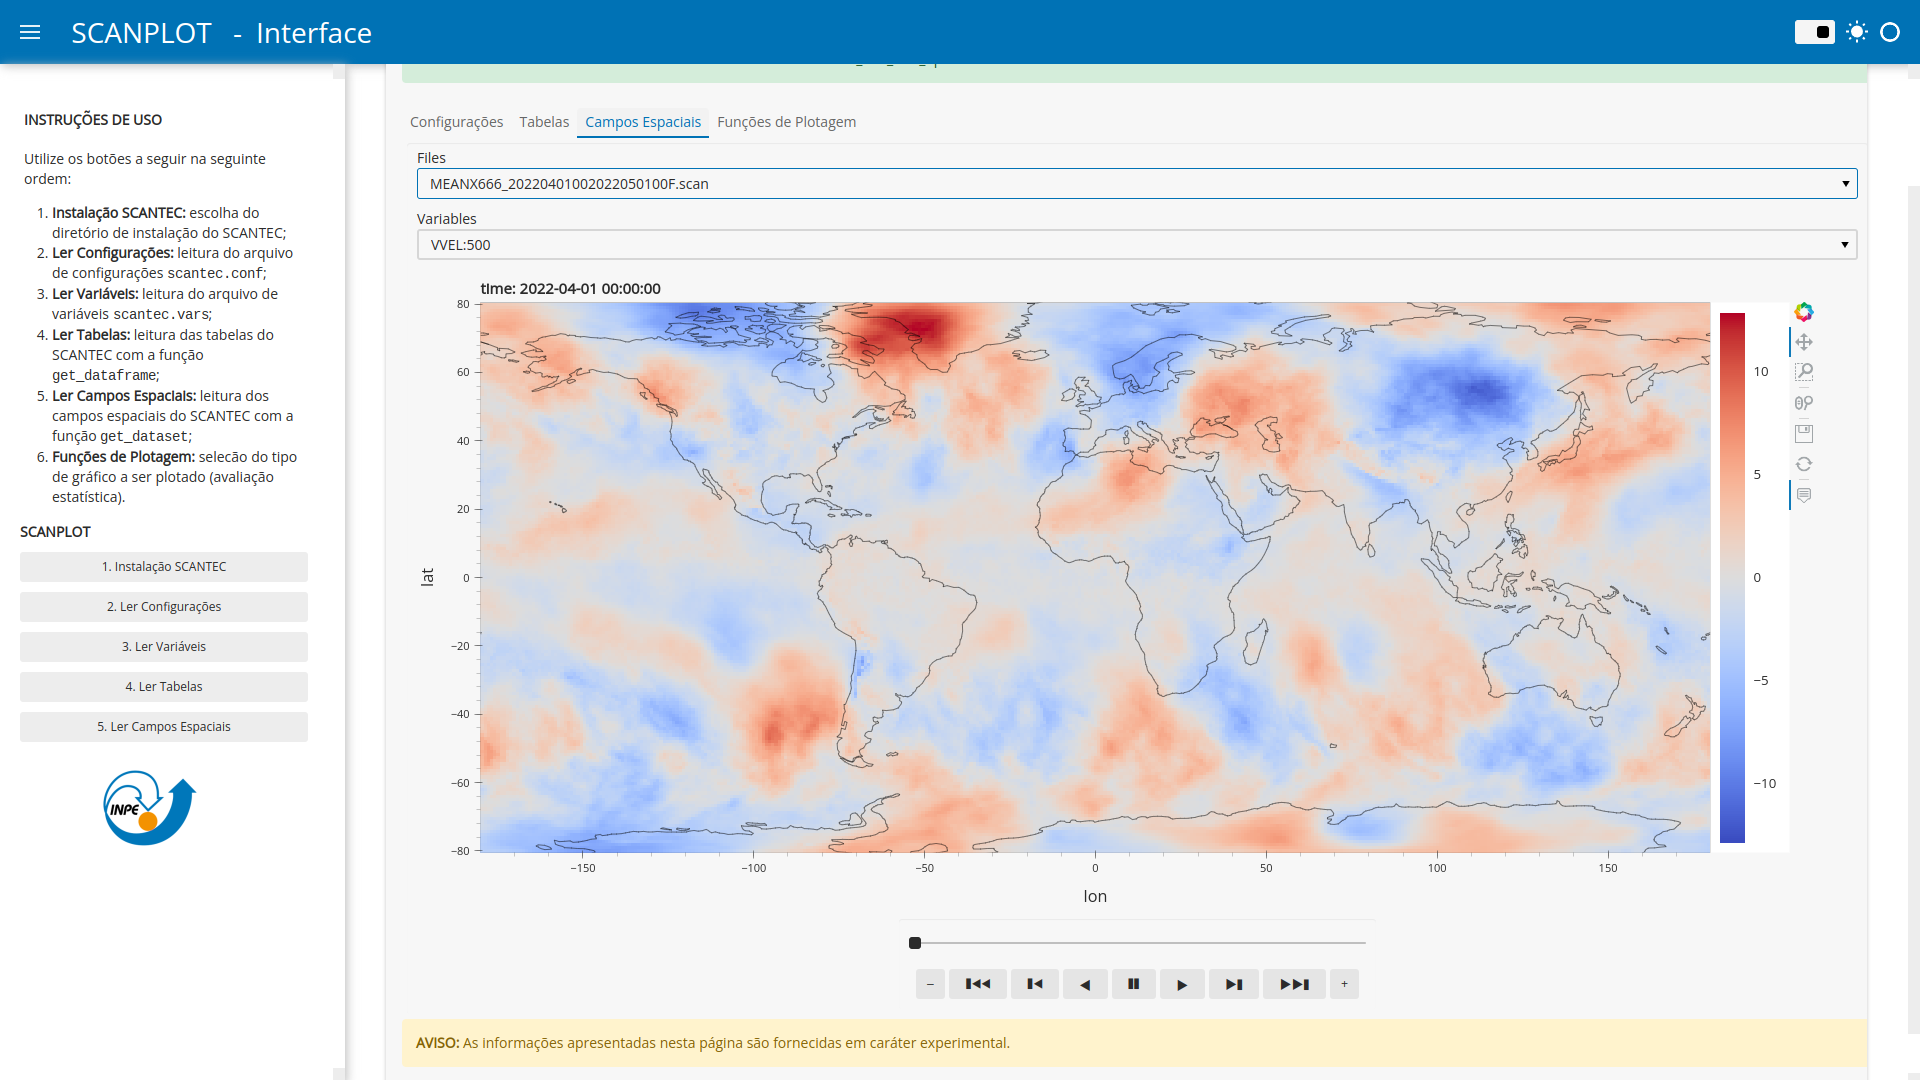 SCANPLOT - Interface
INSTRUÇÕES DE USO
Utilize os botões a seguir na seguinte
ordem:
1. Instalação SCANTEC: escolha do
diretório de instalação do SCANTEC;
2. Ler Configurações: leitura do arquivo
de configurações scantec.conf;
3. Ler Variáveis: leitura do arquivo de
variáveis scantec.vars;
4. Ler Tabelas: leitura das tabelas do
SCANTEC com a função
get_dataframe;
5. Ler Campos Espaciais: leitura dos
campos espaciais do SCANTEC com a
função get_dataset;
6. Funções de Plotagem: selecão do tipo
de gráfico a ser plotado (avaliação
estatística).
SCANPLOT
1. Instalação SCANTEC
2. Ler Configurações
3. Ler Variáveis
4. Ler Tabelas
5. Ler Campos Espaciais
INPE
Configurações Tabelas Campos Espaciais Funções de Plotagem
Files
MEANX666_20220401002022050100F.scan
Variables
VVEL:500
time: 2022-04-01 00:00:00
80
60
40
20
0
−20
−40
−60
−80
lat
−150 −100 −50 0 50 100 150
lon
10
5
0
−5
−10
– +
AVISO: As informações apresentadas nesta página são fornecidas em caráter experimental.